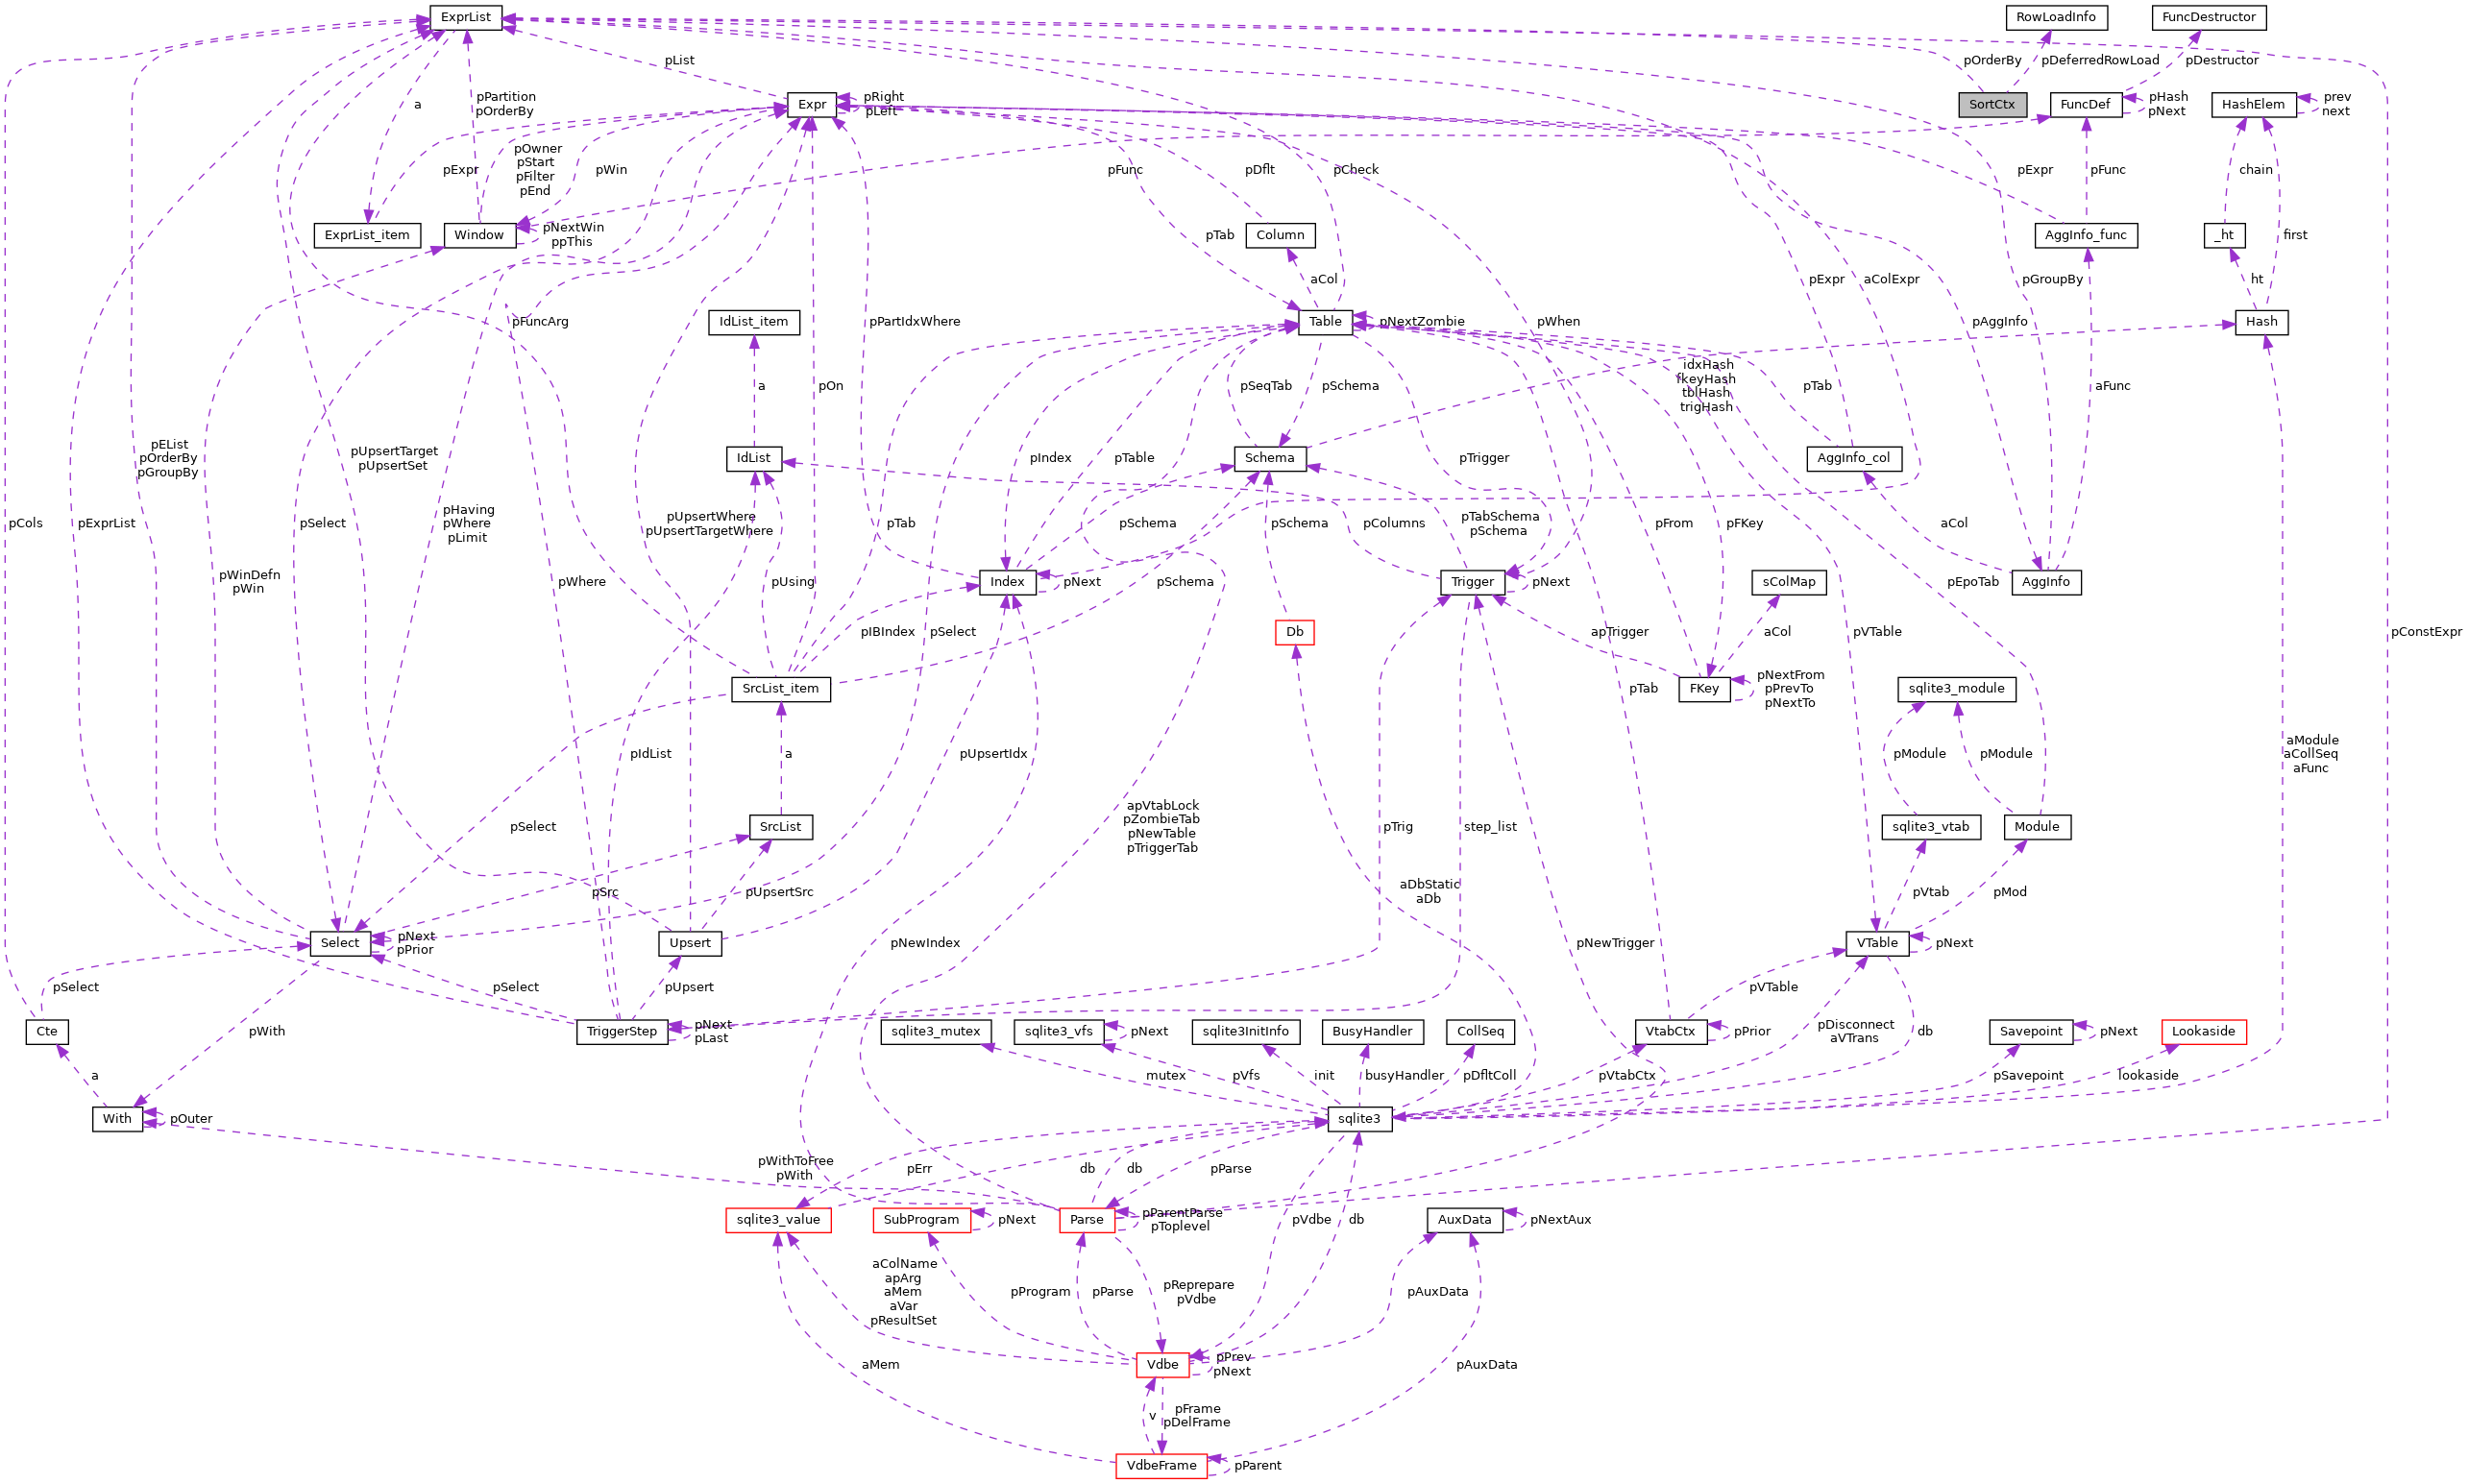 ExprList
RowLoadInfo
FuncDestructor
pList
pOrderBy
pDeferredRowLoad
pDestructor
a
pPartition
pOrderBy
Expr
pRight
pLeft
SortCtx
FuncDef
pHash
pNext
HashElem
prev
next
pExpr
pOwner
pStart
pFilter
pEnd
pWin
pFunc
pDflt
pCheck
pExpr
pFunc
chain
ExprList_item
Window
pNextWin
ppThis
pTab
Column
AggInfo_func
_ht
first
aCol
pExpr
aColExpr
pGroupBy
ht
pFuncArg
IdList_item
pPartIdxWhere
Table
pNextZombie
pWhen
pAggInfo
Hash
a
pOn
pSeqTab
pSchema
idxHash
fkeyHash
tblHash
trigHash
pTab
aFunc
pEList
pOrderBy
pGroupBy
pUpsertTarget
pUpsertSet
IdList
pIndex
pTable
Schema
pTrigger
AggInfo_col
pCols
pExprList
pSelect
pHaving
pWhere
pLimit
pUpsertWhere
pUpsertTargetWhere
pTab
pSchema
pSchema
pColumns
pTabSchema
pSchema
pFrom
pFKey
aCol
pWinDefn
pWin
pWhere
pUsing
Index
pNext
pSchema
Trigger
pNext
sColMap
pEpoTab
AggInfo
pIBIndex
pSelect
Db
apTrigger
aCol
pVTable
pConstExpr
SrcList_item
pTab
FKey
pNextFrom
pPrevTo
pNextTo
sqlite3_module
pIdList
a
pUpsertIdx
pModule
pModule
aModule
aCollSeq
aFunc
pSelect
SrcList
apVtabLock
pZombieTab
pNewTable
pTriggerTab
pTrig
step_list
sqlite3_vtab
Module
pSrc
pUpsertSrc
aDbStatic
aDb
pVtab
pMod
Select
pNext
pPrior
Upsert
pNewIndex
pNewTrigger
VTable
pNext
pSelect
pSelect
pUpsert
pVTable
Cte
pWith
TriggerStep
pNext
pLast
sqlite3_mutex
sqlite3_vfs
pNext
sqlite3InitInfo
BusyHandler
CollSeq
VtabCtx
pPrior
pDisconnect
aVTrans
db
Savepoint
pNext
Lookaside
a
mutex
pVfs
init
busyHandler
pDfltColl
pVtabCtx
pSavepoint
lookaside
With
pOuter
sqlite3
pWithToFree
pWith
pErr
db
db
pParse
sqlite3_value
SubProgram
pNext
Parse
pParentParse
pToplevel
pVdbe
db
AuxData
pNextAux
aColName
apArg
aMem
aVar
pResultSet
pProgram
pParse
pReprepare
pVdbe
pAuxData
aMem
Vdbe
pPrev
pNext
pAuxData
v
pFrame
pDelFrame
VdbeFrame
pParent